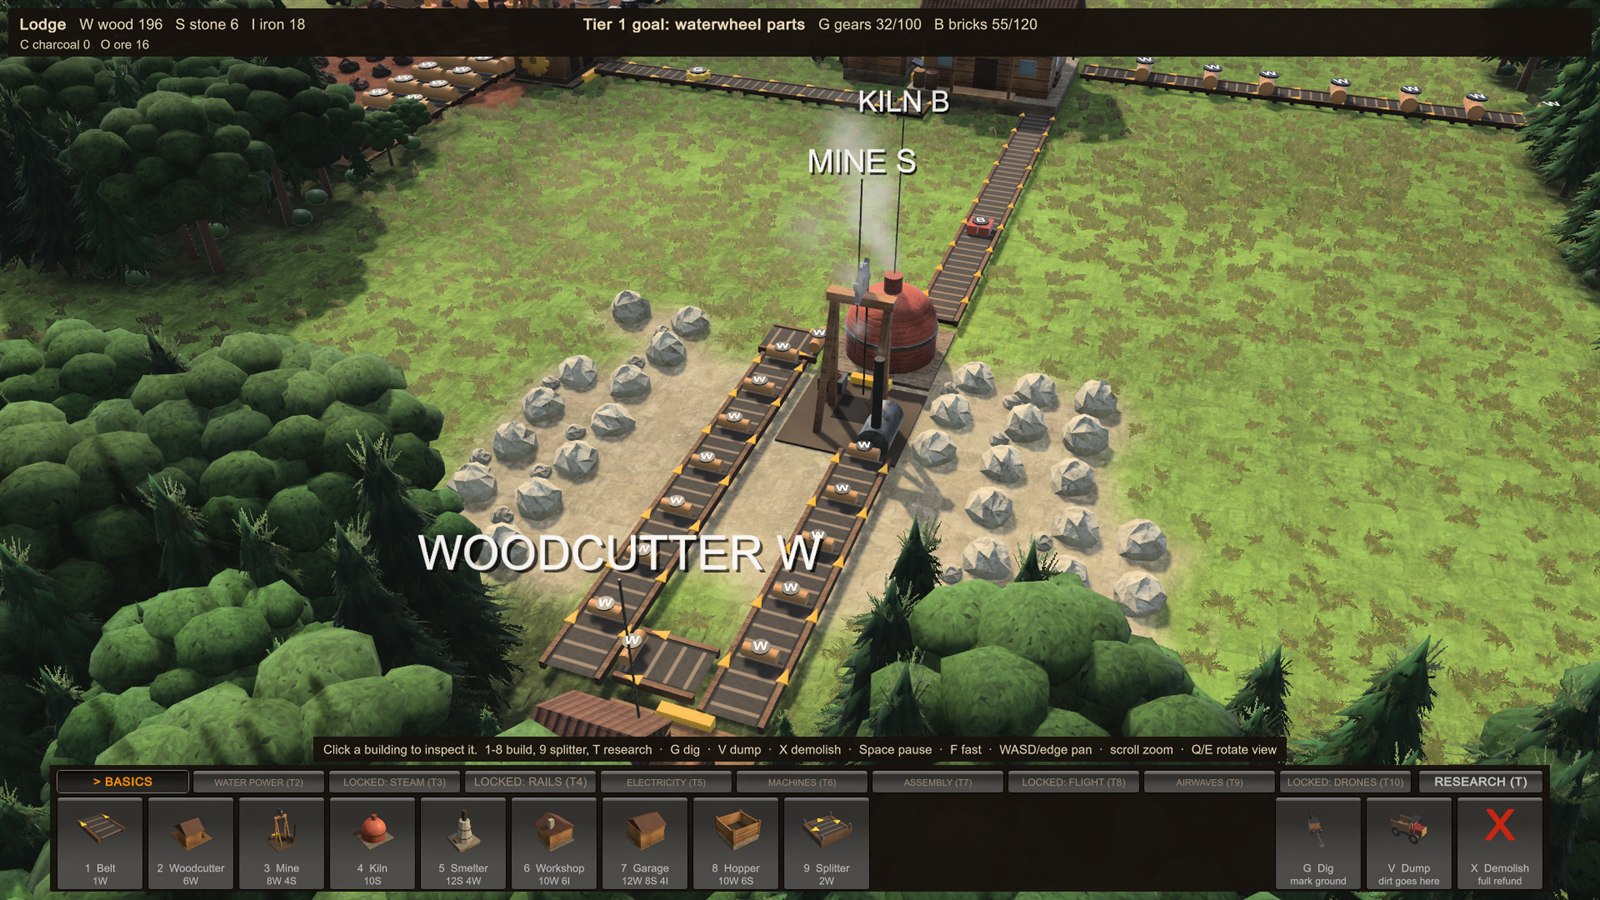 Lodge W wood 196 S stone 6 I iron 18
C charcoal 0 O ore 16
Tier 1 goal: waterwheel parts G gears 32/100 B bricks 55/120
KILN B
MINE S
WOODCUTTER W
Click a building to inspect it. 1-8 build, 9 splitter, T research · G dig · V dump · X demolish · Space pause · F fast · WASD/edge pan · scroll zoom · Q/E rotate view
> BASICS
WATER POWER (T2)
LOCKED: STEAM (T3)
LOCKED: RAILS (T4)
ELECTRICITY (T5)
MACHINES (T6)
ASSEMBLY (T7)
LOCKED: FLIGHT (T8)
AIRWAYS (T9)
LOCKED: DRONES (T10)
RESEARCH (T)
1 Belt
1W
2 Woodcutter
6W
3 Mine
8W 4S
4 Kiln
10S
5 Smelter
12S 4W
6 Workshop
10W 6I
7 Garage
12W 8S 4I
8 Hopper
10W 6S
9 Splitter
2W
G Dig
mark ground
V Dump
dirt goes here
X Demolish
full refund